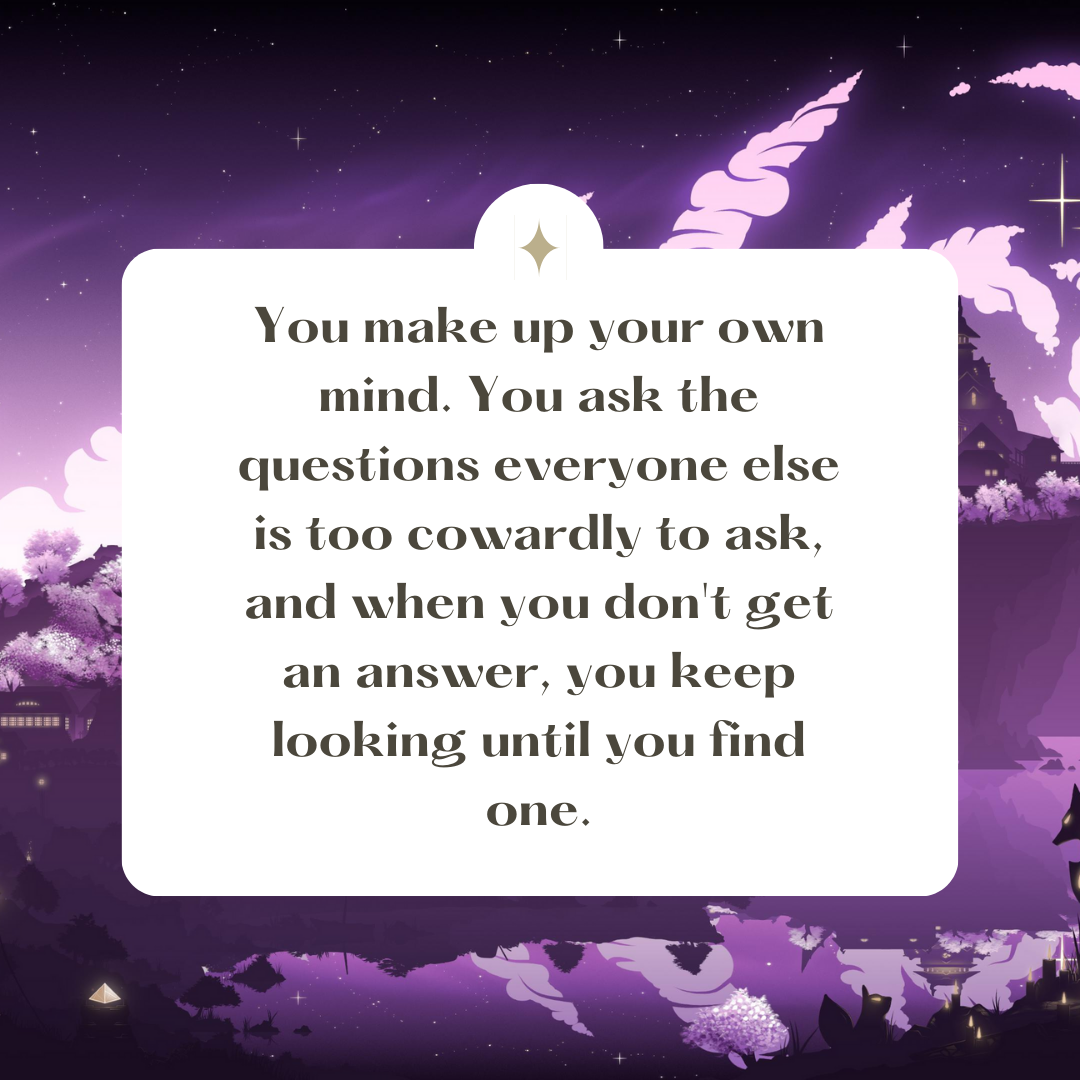 You make up your own
mind. You ask the
questions everyone else
is too cowardly to ask,
and when you don't get
an answer, you keep
looking until you find
one.